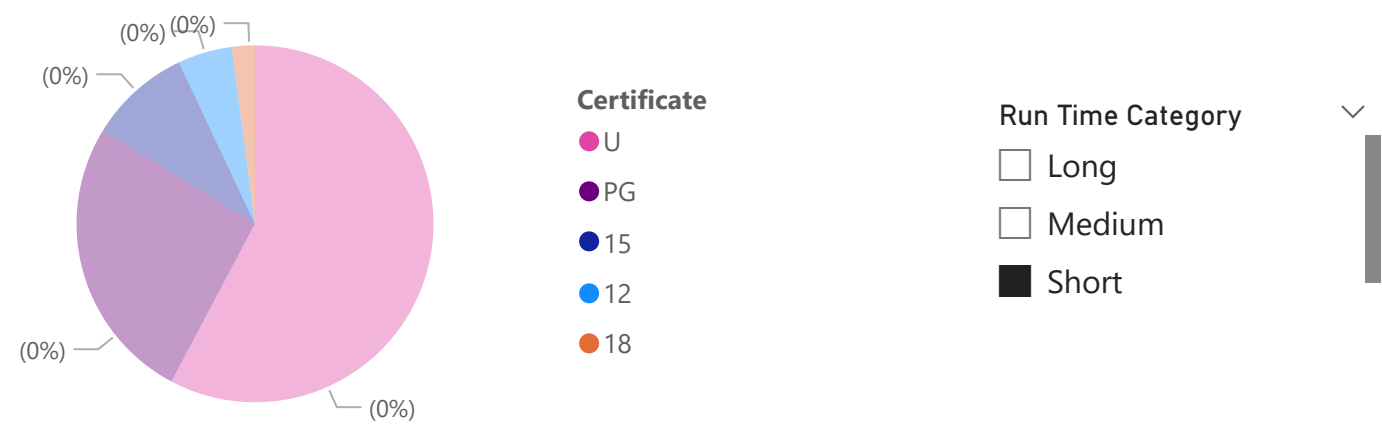 (0%)
(0%)
(0%)
(0%)
(0%)
Certificate
U
PG
15
12
18
Run Time Category
Long
Medium
Short